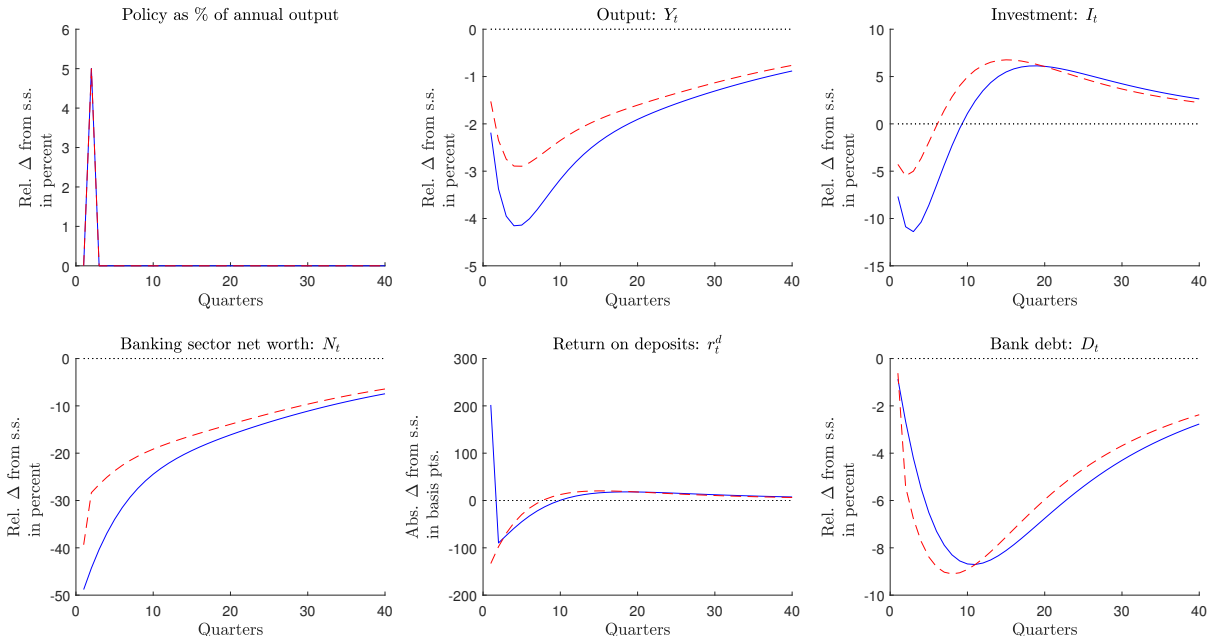 Policy as % of annual output
Rel. Δ from s.s.
in percent
6
5
4
3
2
1
0
0 10 20 30 40
Quarters
Output: Y_t
Rel. Δ from s.s.
in percent
0
-1
-2
-3
-4
-5
0 10 20 30 40
Quarters
Investment: I_t
Rel. Δ from s.s.
in percent
10
5
0
-5
-10
-15
0 10 20 30 40
Quarters
Banking sector net worth: N_t
Rel. Δ from s.s.
in percent
0
-10
-20
-30
-40
-50
0 10 20 30 40
Quarters
Return on deposits: r_t^d
Abs. Δ from s.s.
in basis pts.
300
200
100
0
-100
-200
0 10 20 30 40
Quarters
Bank debt: D_t
Rel. Δ from s.s.
in percent
0
-2
-4
-6
-8
-10
0 10 20 30 40
Quarters